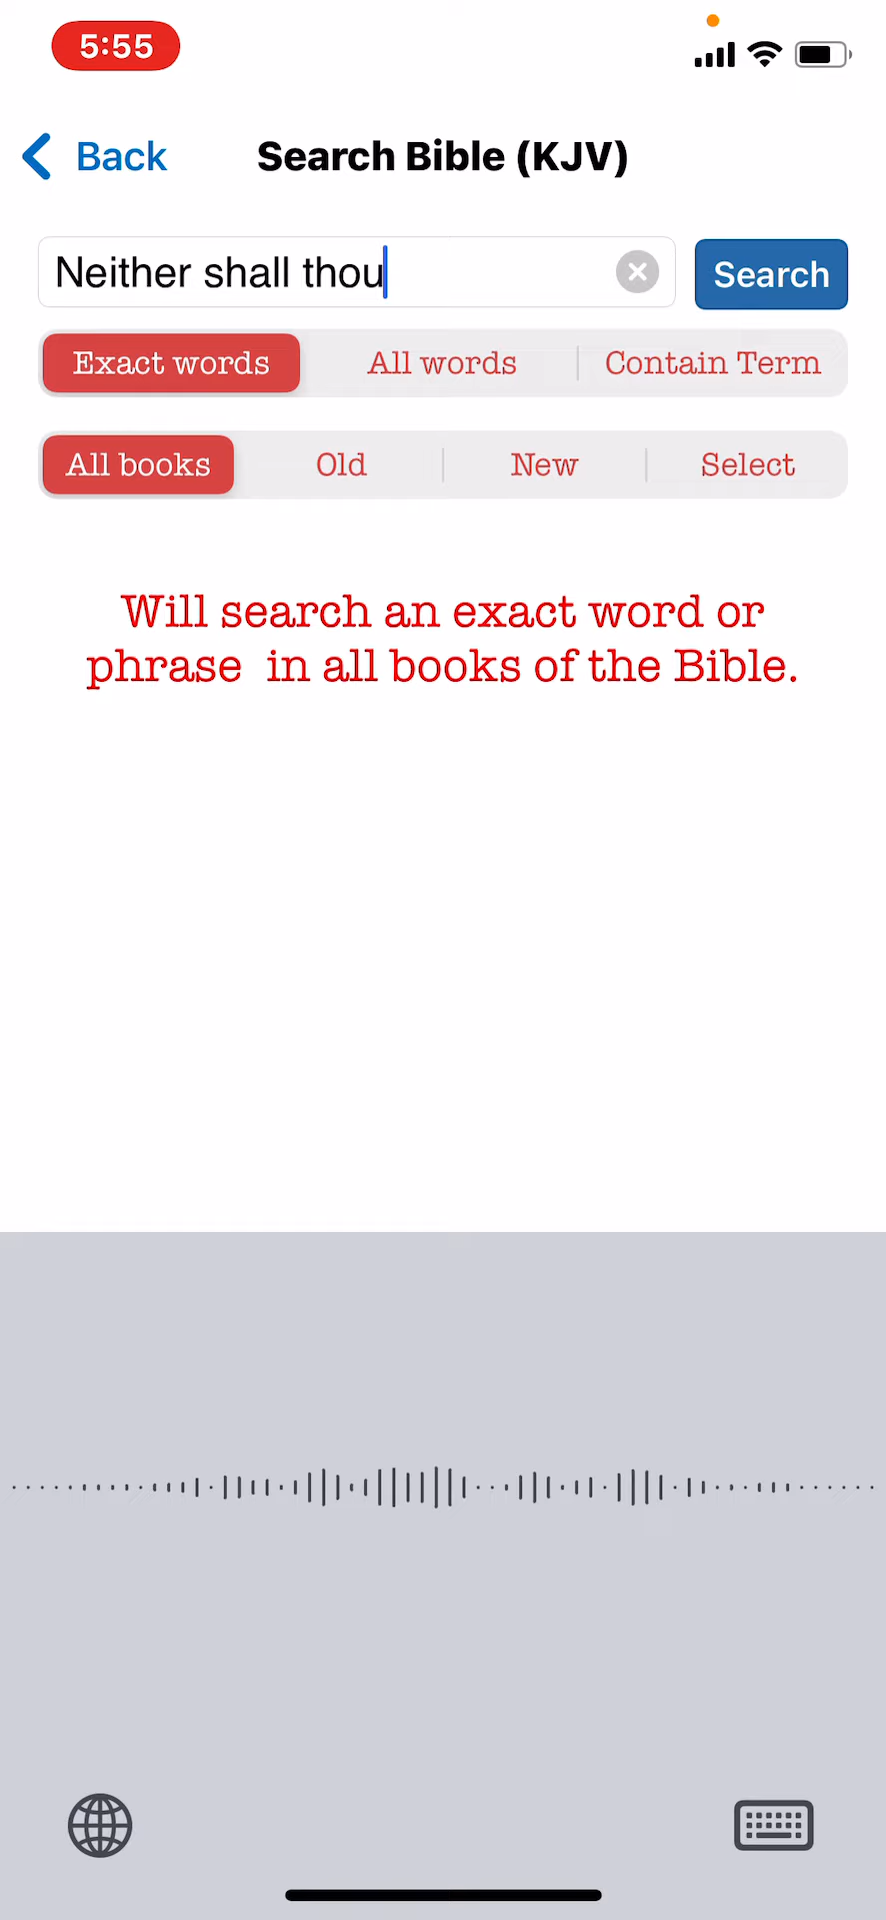 5:55
Back
Search Bible (KJV)
Neither shall thou
Search
Exact words
All words
Contain Term
All books
Old
New
Select
Will search an exact word or
phrase in all books of the Bible.